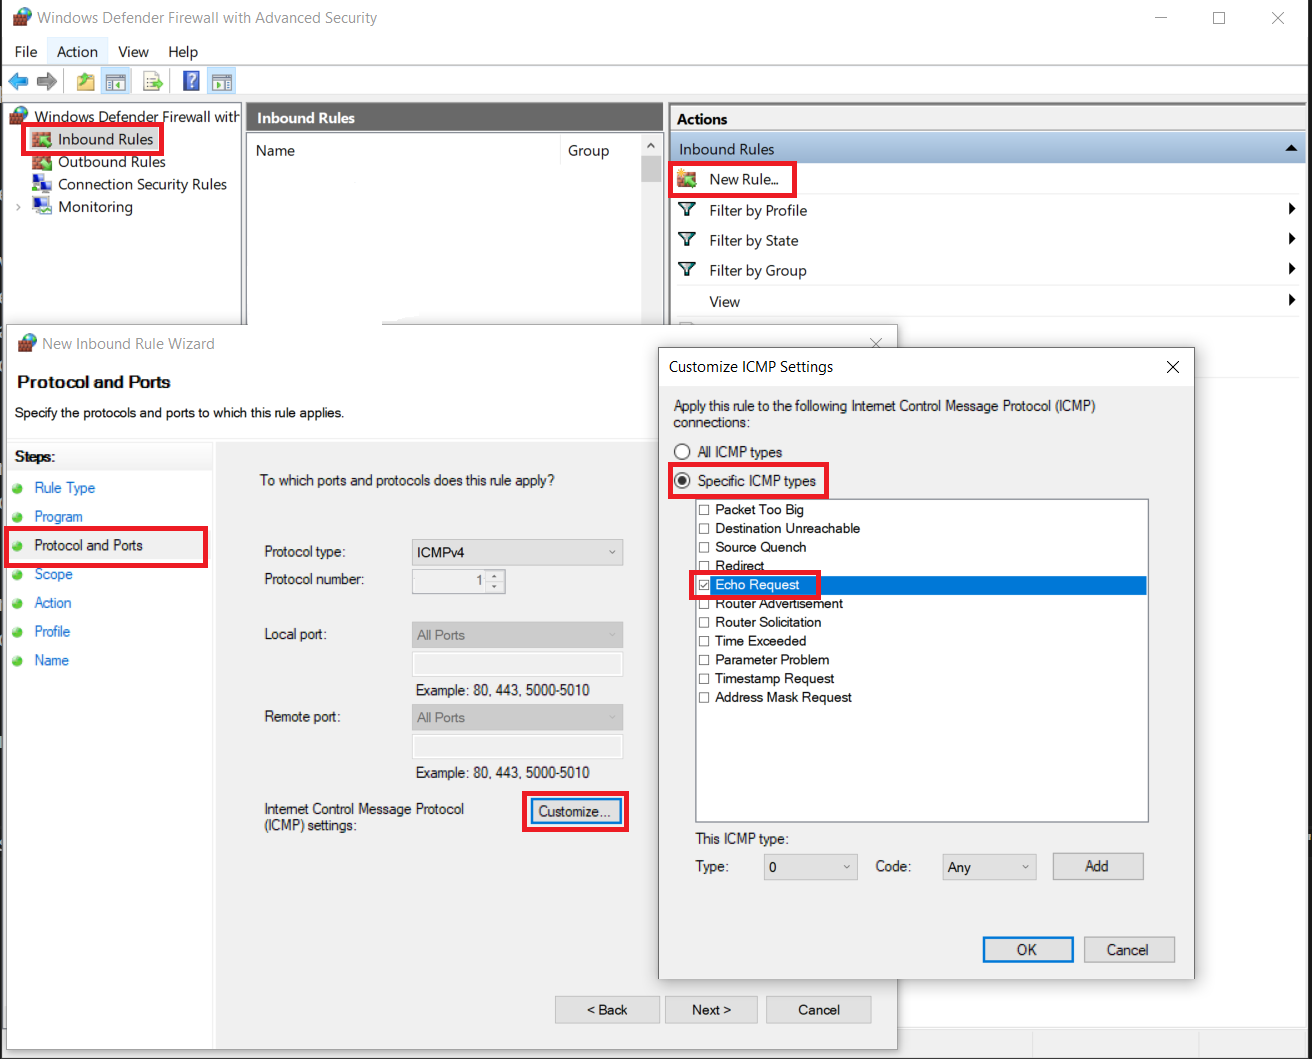 Windows Defender Firewall with Advanced Security
File Action View Help
Windows Defender Firewall with
Inbound Rules
Outbound Rules
Connection Security Rules
Monitoring
Inbound Rules
Name Group
Actions
Inbound Rules
New Rule...
Filter by Profile
Filter by State
Filter by Group
View
New Inbound Rule Wizard
Protocol and Ports
Specify the protocols and ports to which this rule applies.
Steps:
Rule Type
Program
Protocol and Ports
Scope
Action
Profile
Name
To which ports and protocols does this rule apply?
Protocol type: ICMPv4
Protocol number: 1
Local port: All Ports
Example: 80, 443, 5000-5010
Remote port: All Ports
Example: 80, 443, 5000-5010
Internet Control Message Protocol
(ICMP) settings:
Customize...
< Back Next > Cancel
Customize ICMP Settings
Apply this rule to the following Internet Control Message Protocol (ICMP)
connections:
All ICMP types
Specific ICMP types
Packet Too Big
Destination Unreachable
Source Quench
Redirect
Echo Request
Router Advertisement
Router Solicitation
Time Exceeded
Parameter Problem
Timestamp Request
Address Mask Request
This ICMP type:
Type: 0 Code: Any Add
OK Cancel